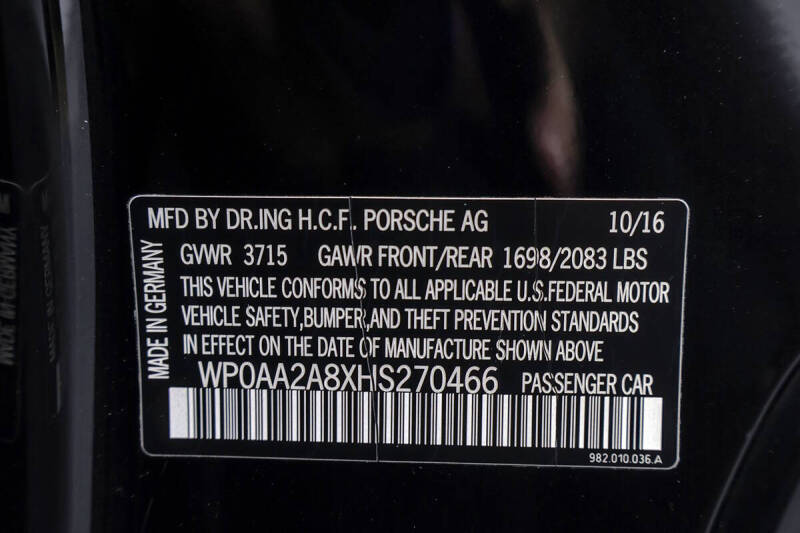 MFD BY DR.ING H.C.F. PORSCHE AG 10/16
GVWR 3715 GAWR FRONT/REAR 1698/2083 LBS
THIS VEHICLE CONFORMS TO ALL APPLICABLE U.S.FEDERAL MOTOR
VEHICLE SAFETY,BUMPER,AND THEFT PREVENTION STANDARDS
IN EFFECT ON THE DATE OF MANUFACTURE SHOWN ABOVE
MADE IN GERMANY
WP0AA2A8XHS270466 PASSENGER CAR
982.010.036.A